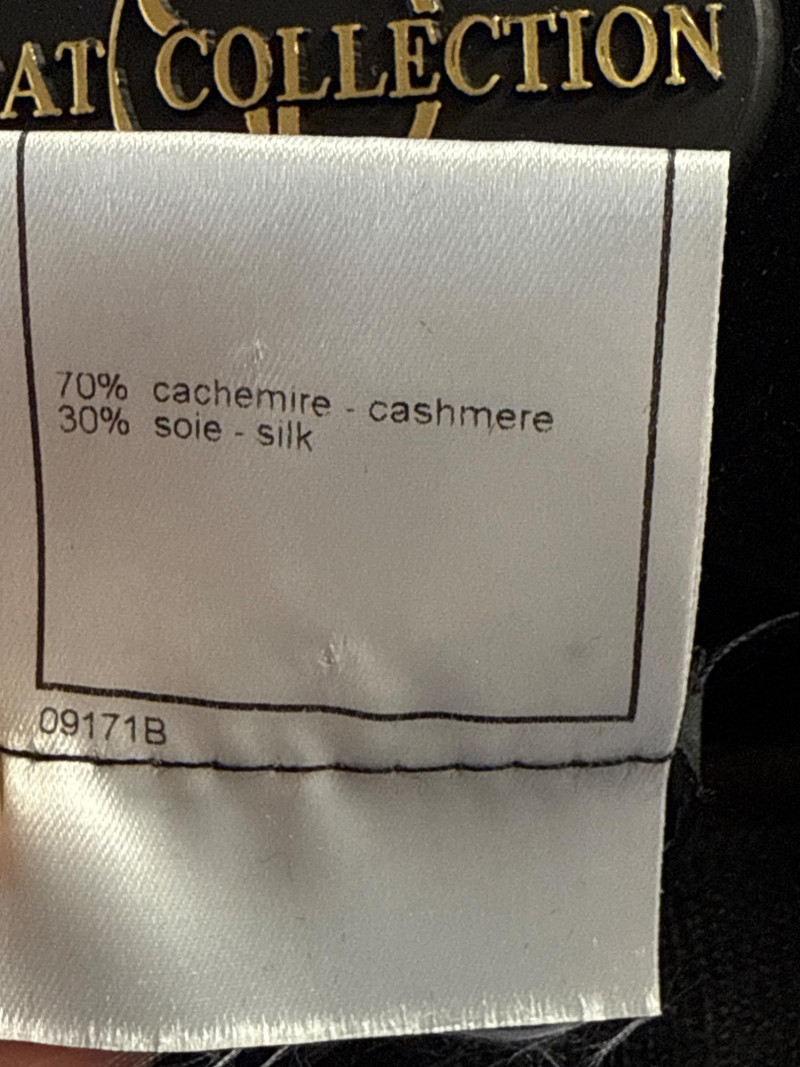 AT COLLECTION
70% cachemire - cashmere
30% soie - silk
09171B